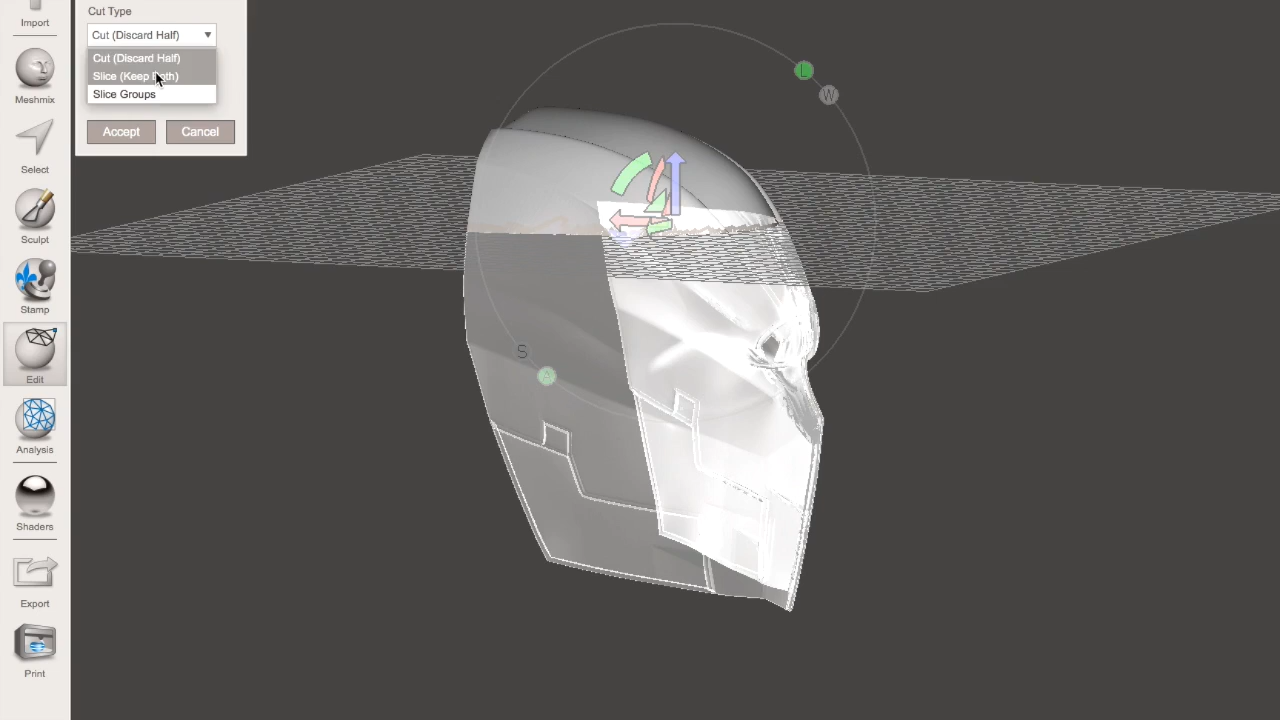 Import
Meshmix
Select
Sculpt
Stamp
Edit
Analysis
Shaders
Export
Print
Cut Type
Cut (Discard Half)
Cut (Discard Half)
Slice (Keep Both)
Slice Groups
Accept
Cancel
L
W
S
A